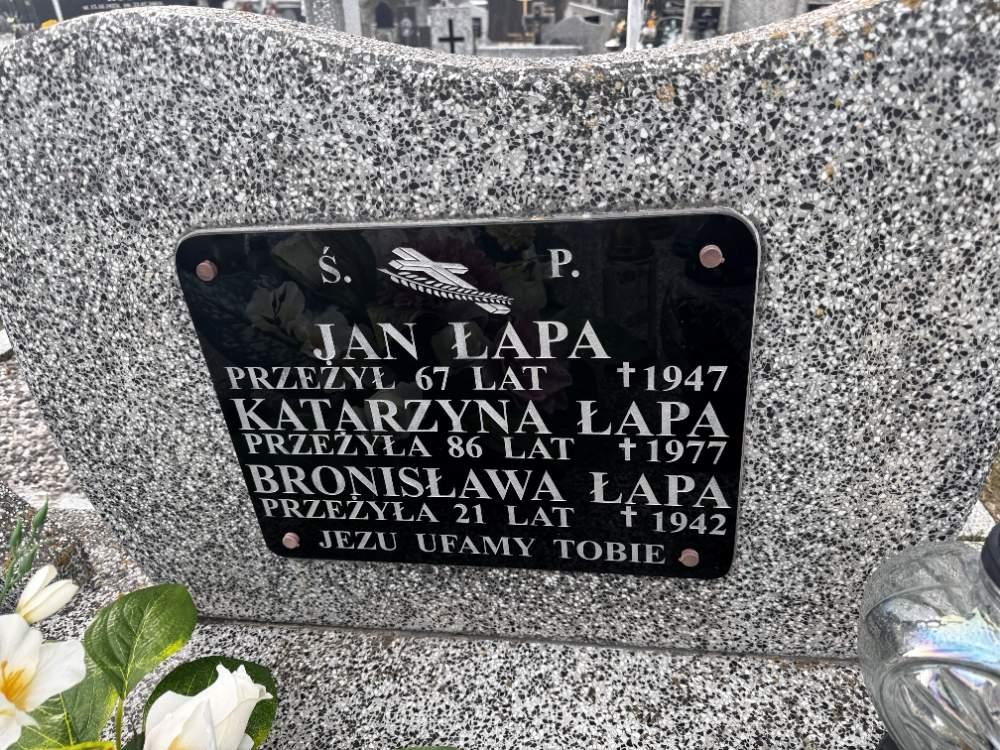 Ś. P.
JAN ŁAPA
PRZEŻYŁ 67 LAT †1947
KATARZYNA ŁAPA
PRZEŻYŁA 86 LAT †1977
BRONISŁAWA ŁAPA
PRZEŻYŁA 21 LAT †1942
JEZU UFAMY TOBIE